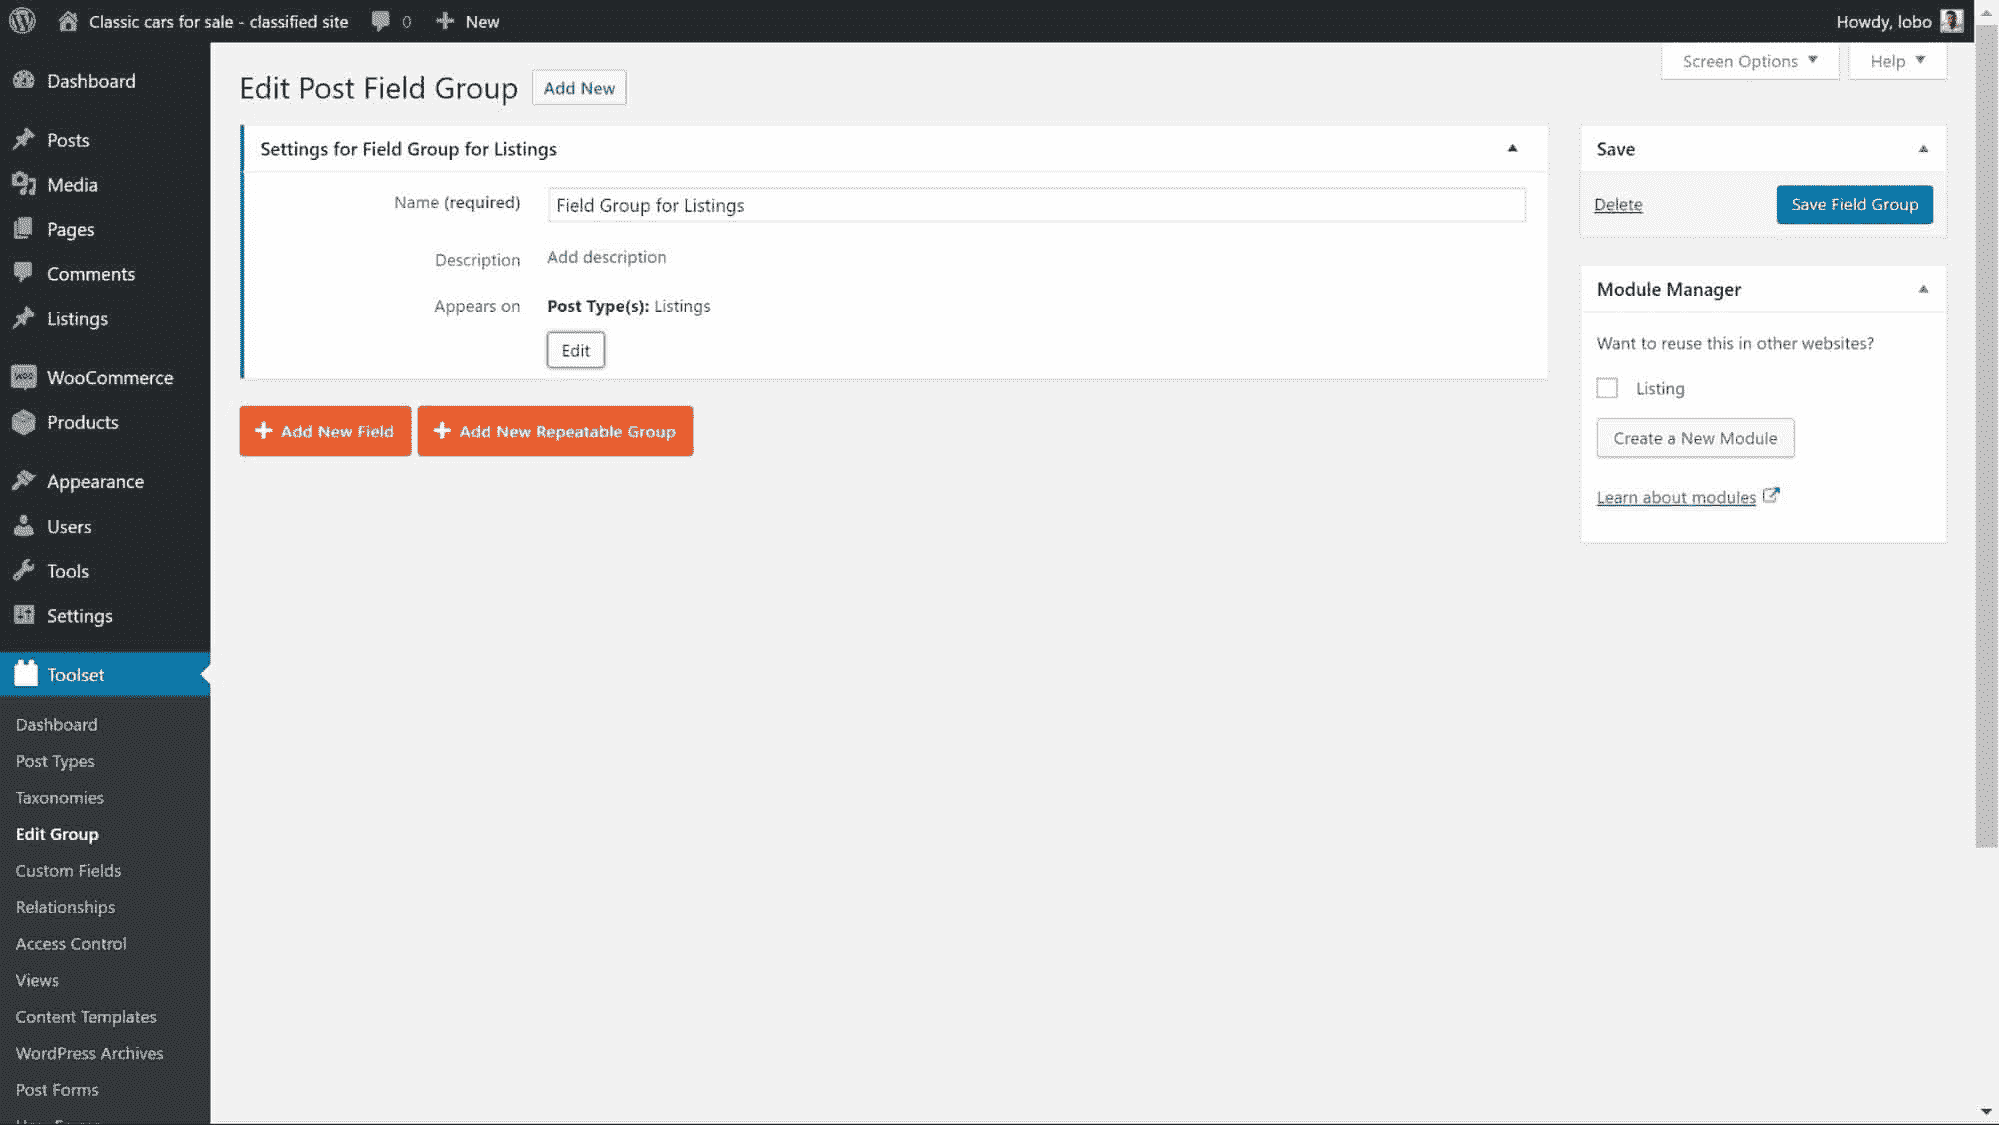 Classic cars for sale - classified site 0 New Howdy, lobo
Screen Options Help
Dashboard
Posts
Media
Pages
Comments
Listings
WooCommerce
Products
Appearance
Users
Tools
Settings
Toolset
Dashboard
Post Types
Taxonomies
Edit Group
Custom Fields
Relationships
Access Control
Views
Content Templates
WordPress Archives
Post Forms
Edit Post Field Group Add New
Settings for Field Group for Listings
Name (required) Field Group for Listings
Description Add description
Appears on Post Type(s): Listings
Edit
Add New Field Add New Repeatable Group
Save
Delete Save Field Group
Module Manager
Want to reuse this in other websites?
Listing
Create a New Module
Learn about modules